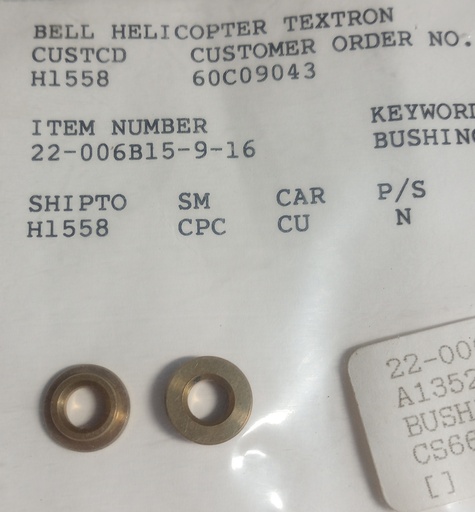 BELL HELICOPTER TEXTRON
CUSTCD CUSTOMER ORDER NO.
H1558 60C09043
ITEM NUMBER
22-006B15-9-16
SHIPTO SM CAR P/S
H1558 CPC CU N